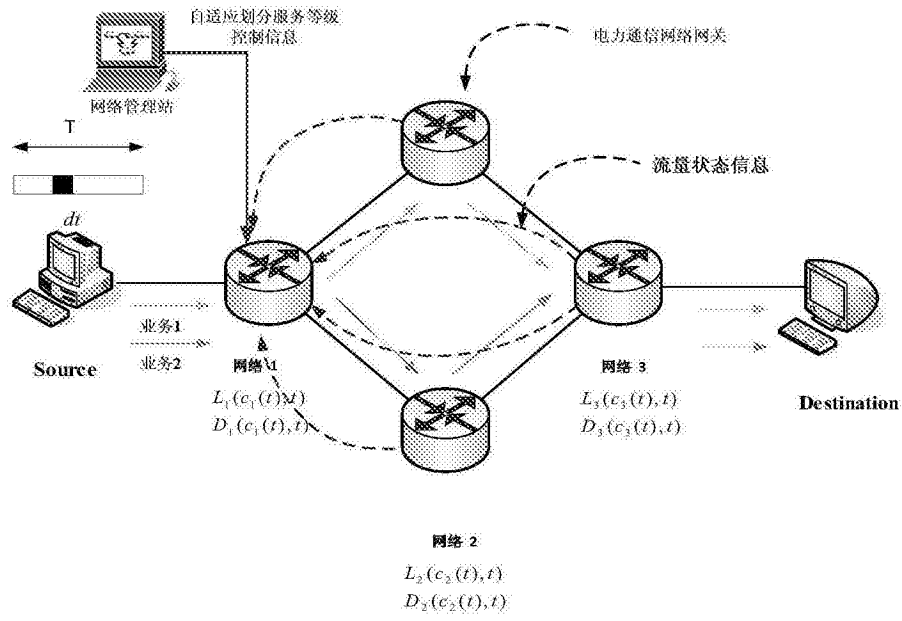 自适应划分服务等级
控制信息
电力通信网络网关
网络管理站
T
流量状态信息
dt
业务1
业务2
Source
网络 1
L₁(c₁(t),t)
D₁(c₁(t),t)
网络 3
L₃(c₃(t),t)
D₃(c₃(t),t)
Destination
网络 2
L₂(c₂(t),t)
D₂(c₂(t),t)